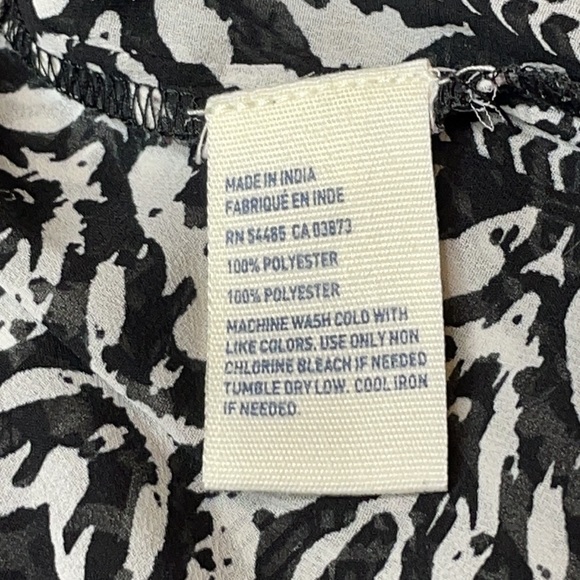 MADE IN INDIA
FABRIQUE EN INDE
RN 54485 CA 03873
100% POLYESTER
100% POLYESTER
MACHINE WASH COLD WITH
LIKE COLORS. USE ONLY NON
CHLORINE BLEACH IF NEEDED
TUMBLE DRY LOW. COOL IRON
IF NEEDED.